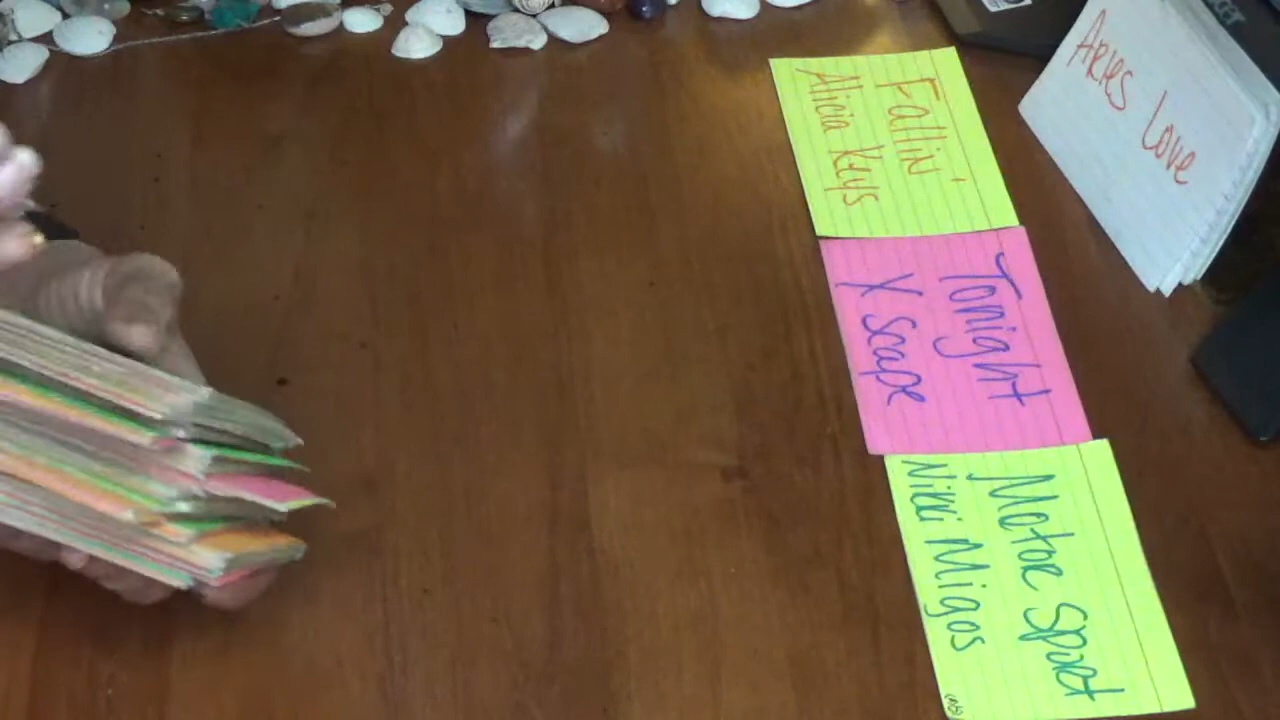 Fallin'
Alicia Keys
Tonight
X scape
Motor Sport
Nikki Migos
Aries Love